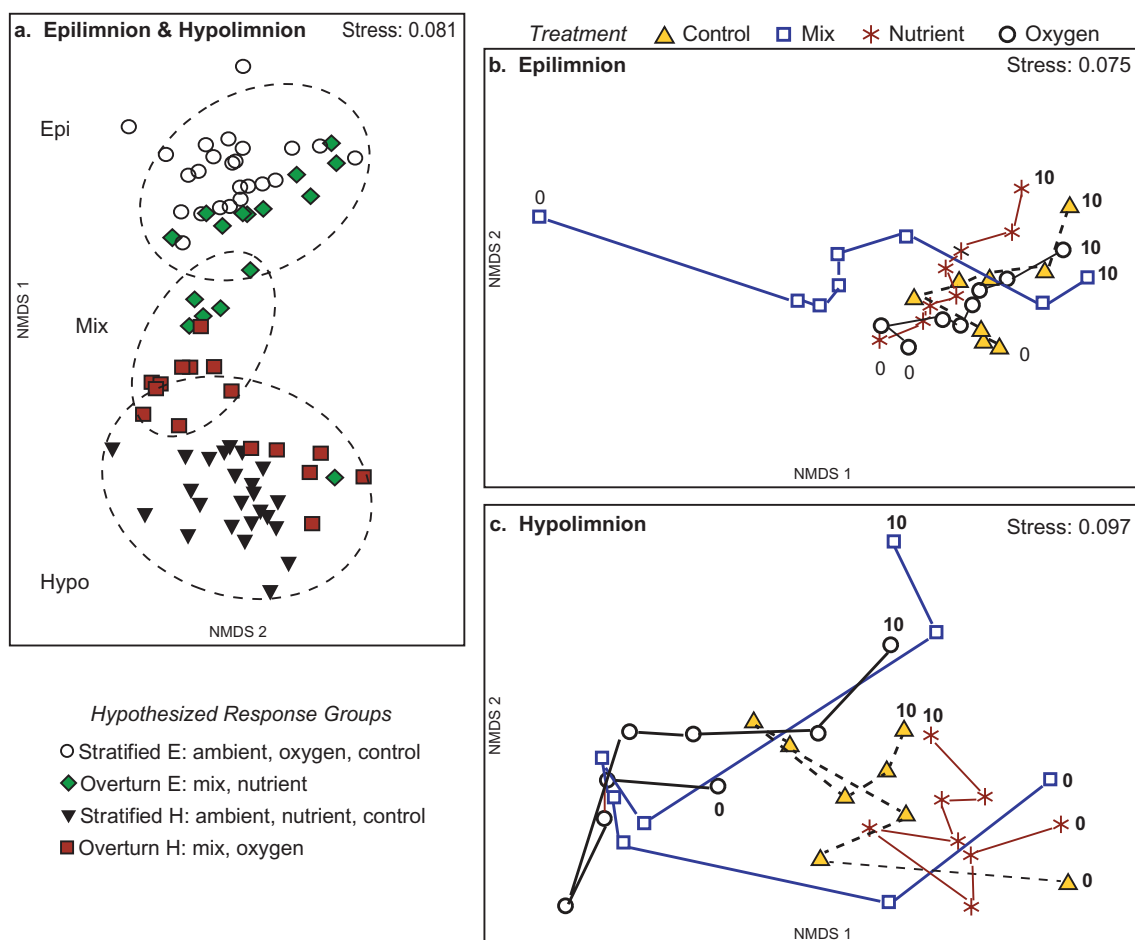 a. Epilimnion & Hypolimnion Stress: 0.081
Epi
Mix
Hypo
NMDS 1
NMDS 2
Hypothesized Response Groups
Stratified E: ambient, oxygen, control
Overturn E: mix, nutrient
Stratified H: ambient, nutrient, control
Overturn H: mix, oxygen
Treatment Control Mix Nutrient Oxygen
b. Epilimnion Stress: 0.075
0
10
10
10
10
0
0
0
NMDS 2
NMDS 1
c. Hypolimnion Stress: 0.097
10
10
10 10
0
0
0
0
NMDS 2
NMDS 1